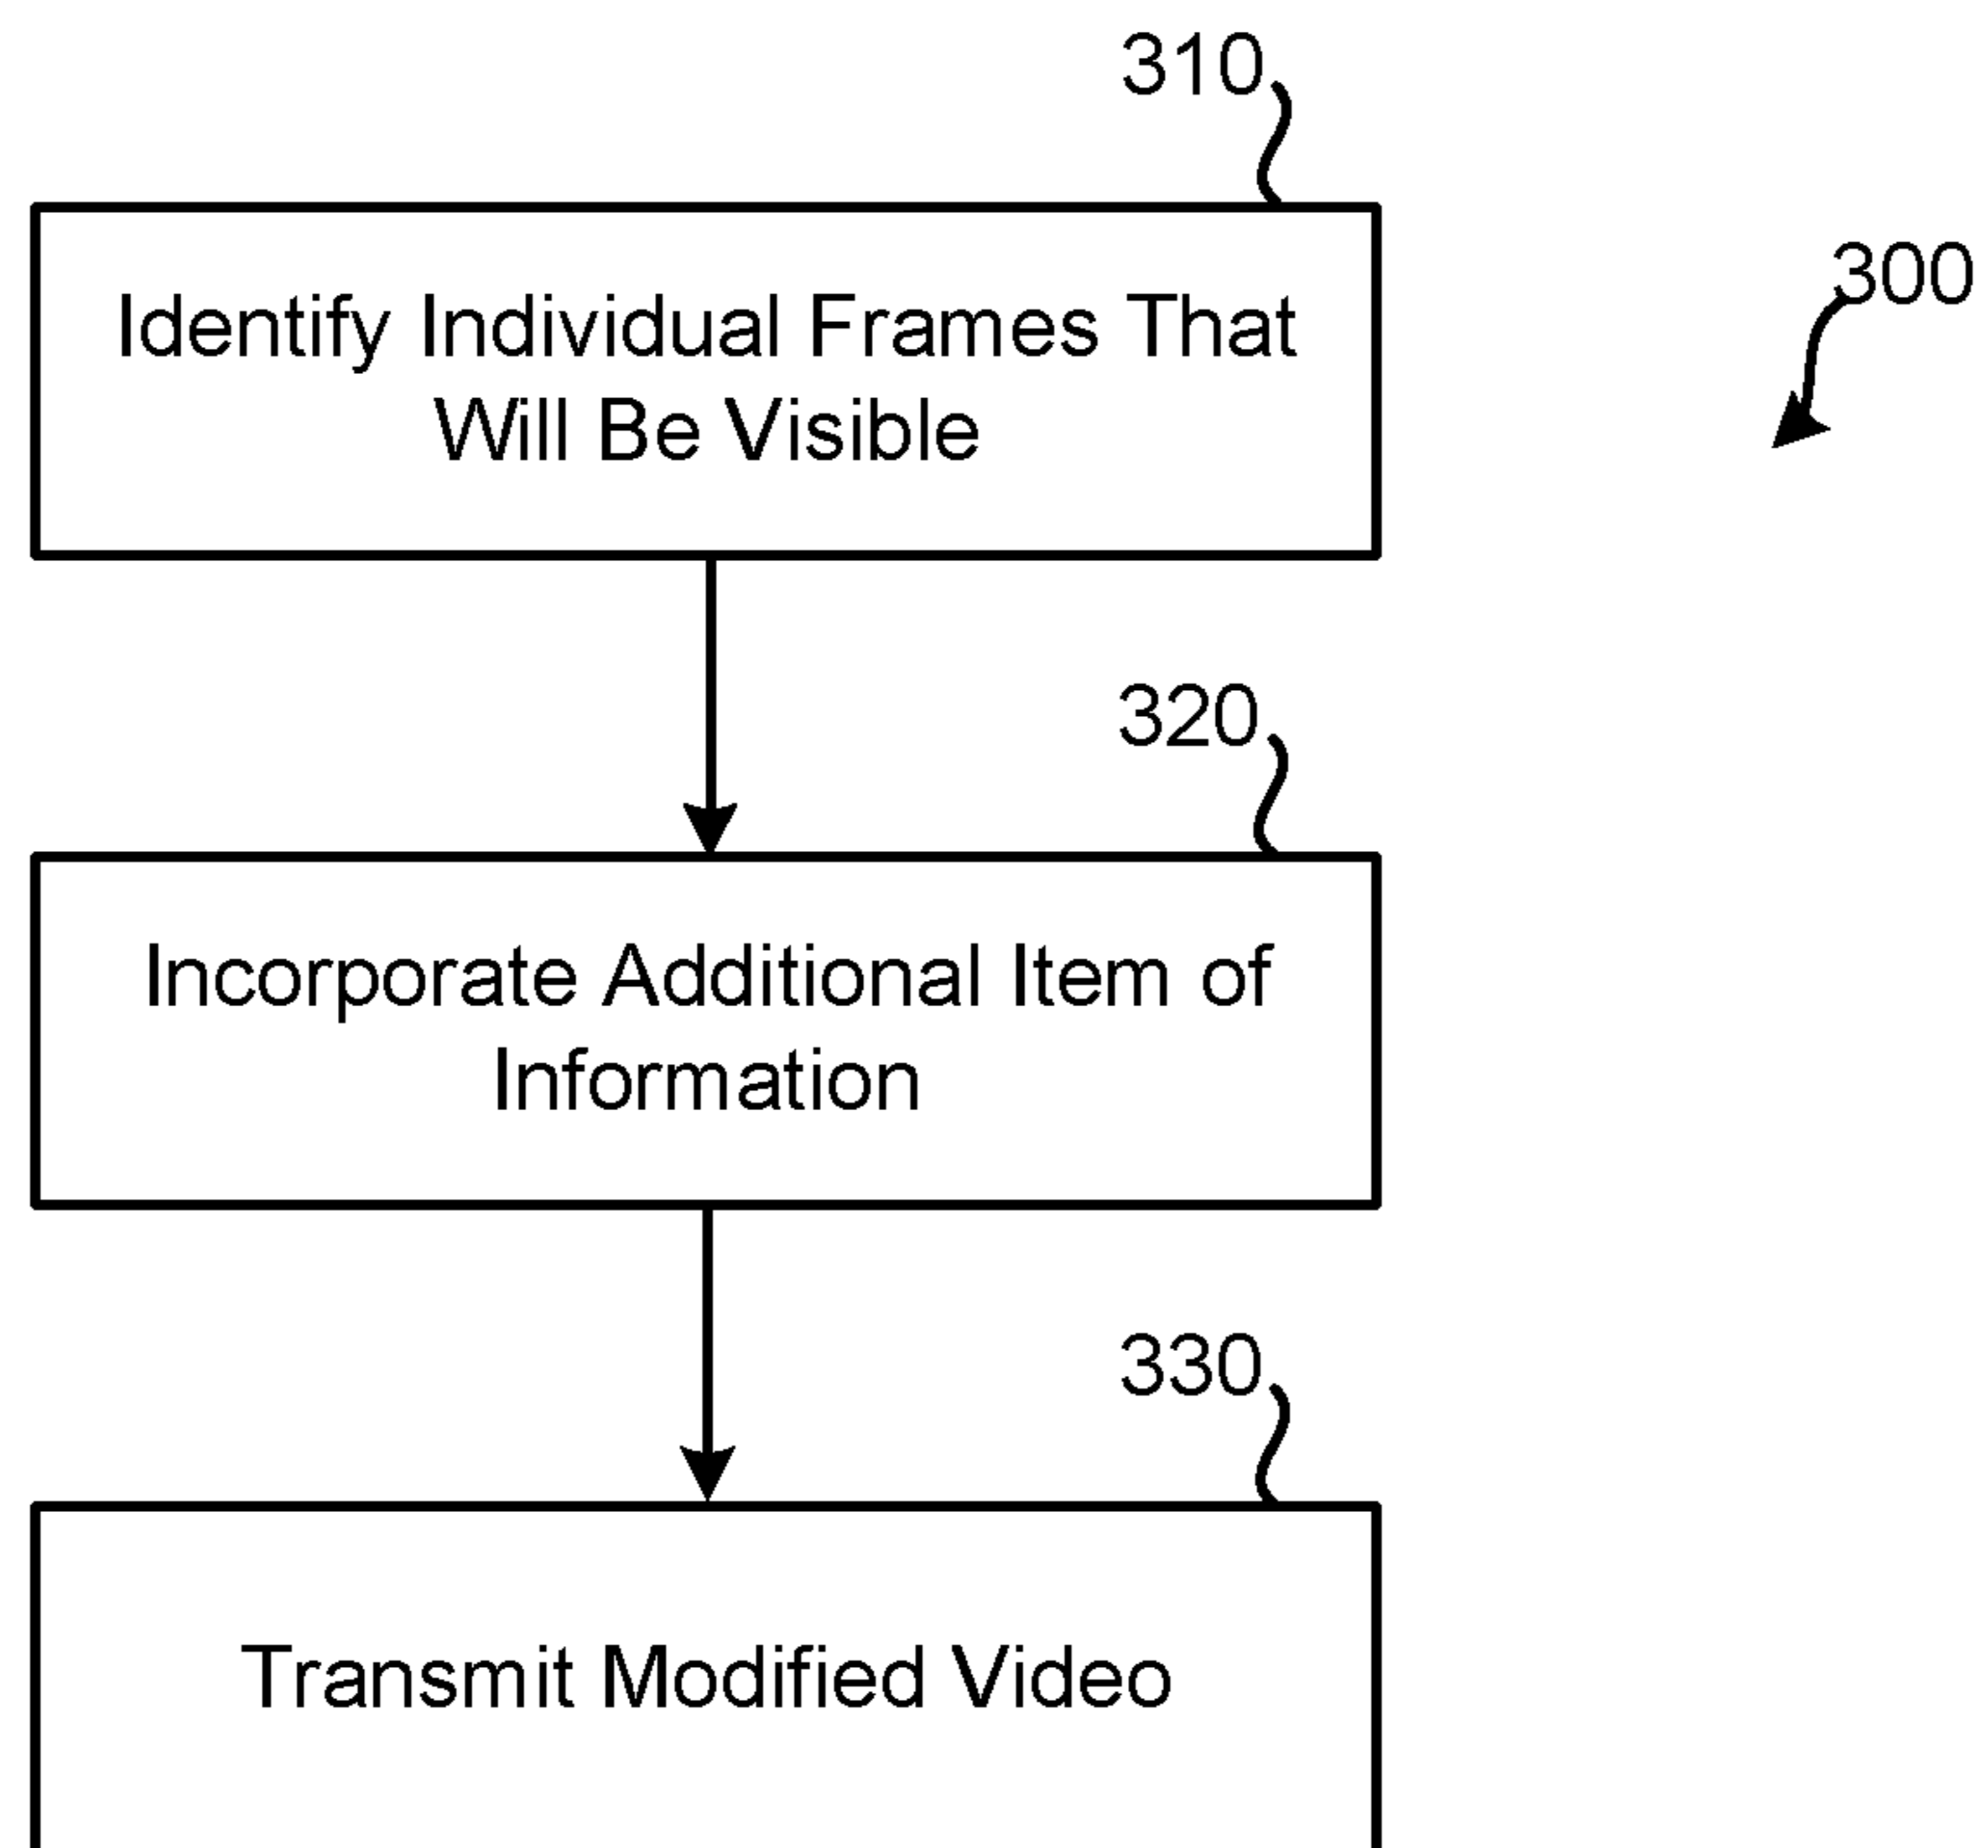 310
300
Identify Individual Frames That
Will Be Visible
320
Incorporate Additional Item of
Information
330
Transmit Modified Video